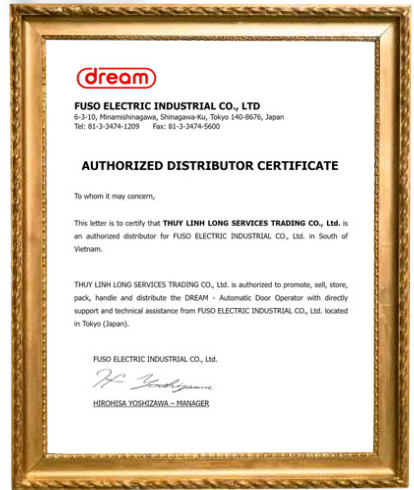 dream
FUSO ELECTRIC INDUSTRIAL CO., LTD
6-3-10, Minamishinagawa, Shinagawa-Ku, Tokyo 140-8676, Japan
Tel: 81-3-3474-1209 Fax: 81-3-3474-5600
AUTHORIZED DISTRIBUTOR CERTIFICATE
To whom it may concern,
This letter is to certify that THUY LINH LONG SERVICES TRADING CO., Ltd. is
an authorized distributor for FUSO ELECTRIC INDUSTRIAL CO., Ltd. in South of
Vietnam.
THUY LINH LONG SERVICES TRADING CO., Ltd. is authorized to promote, sell, store,
pack, handle and distribute the DREAM - Automatic Door Operator with directly
support and technical assistance from FUSO ELECTRIC INDUSTRIAL CO., Ltd. located
in Tokyo (Japan).
FUSO ELECTRIC INDUSTRIAL CO., Ltd.
H Yoshizawa
HIROHISA YOSHIZAWA – MANAGER